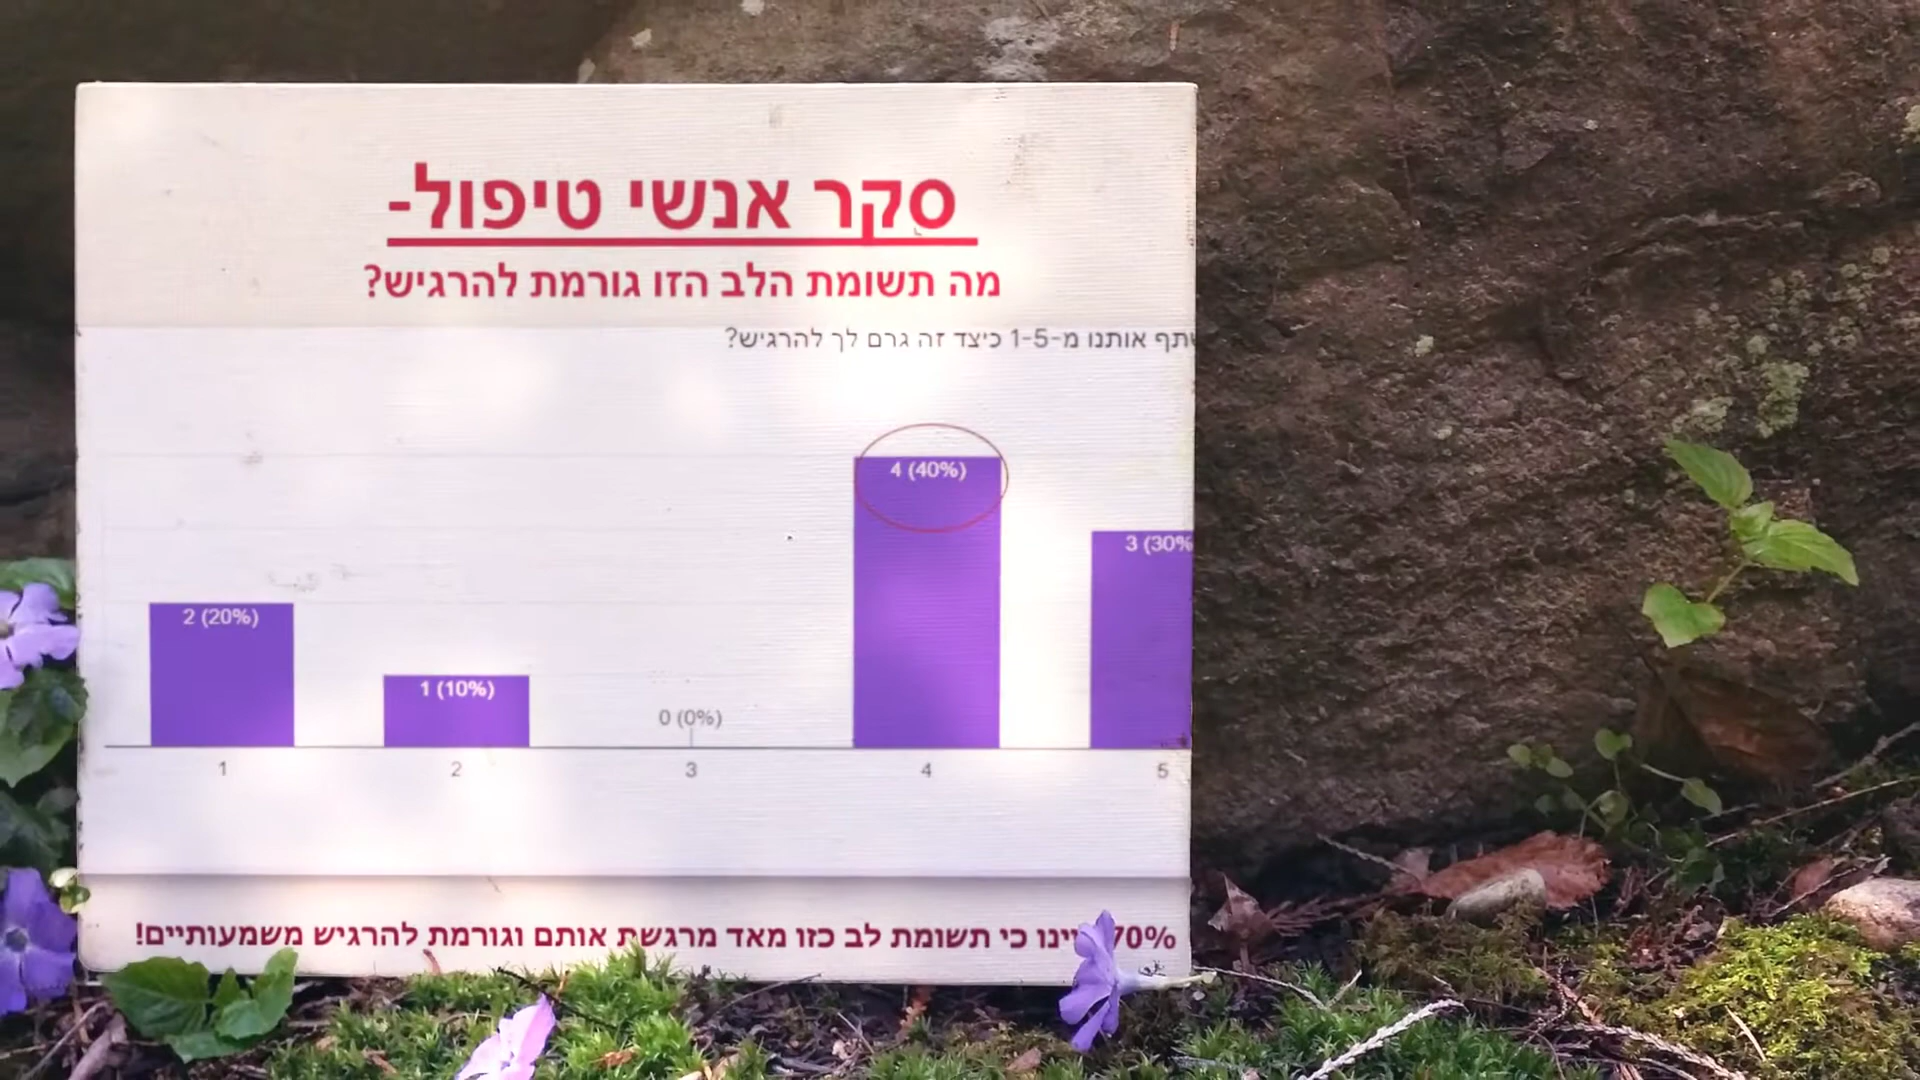 סקר אנשי טיפול-
מה תשומת הלב הזו גורמת להרגיש?
אותנו מ-1-5 כיצד זה גרם לך להרגיש?
4 (40%)
3 (30%
2 (20%)
1 (10%)
0 (0%)
1 2 3 4 5
70% כי תשומת לב כזו מאד מרגשת אותם וגורמת להרגיש משמעותיים!